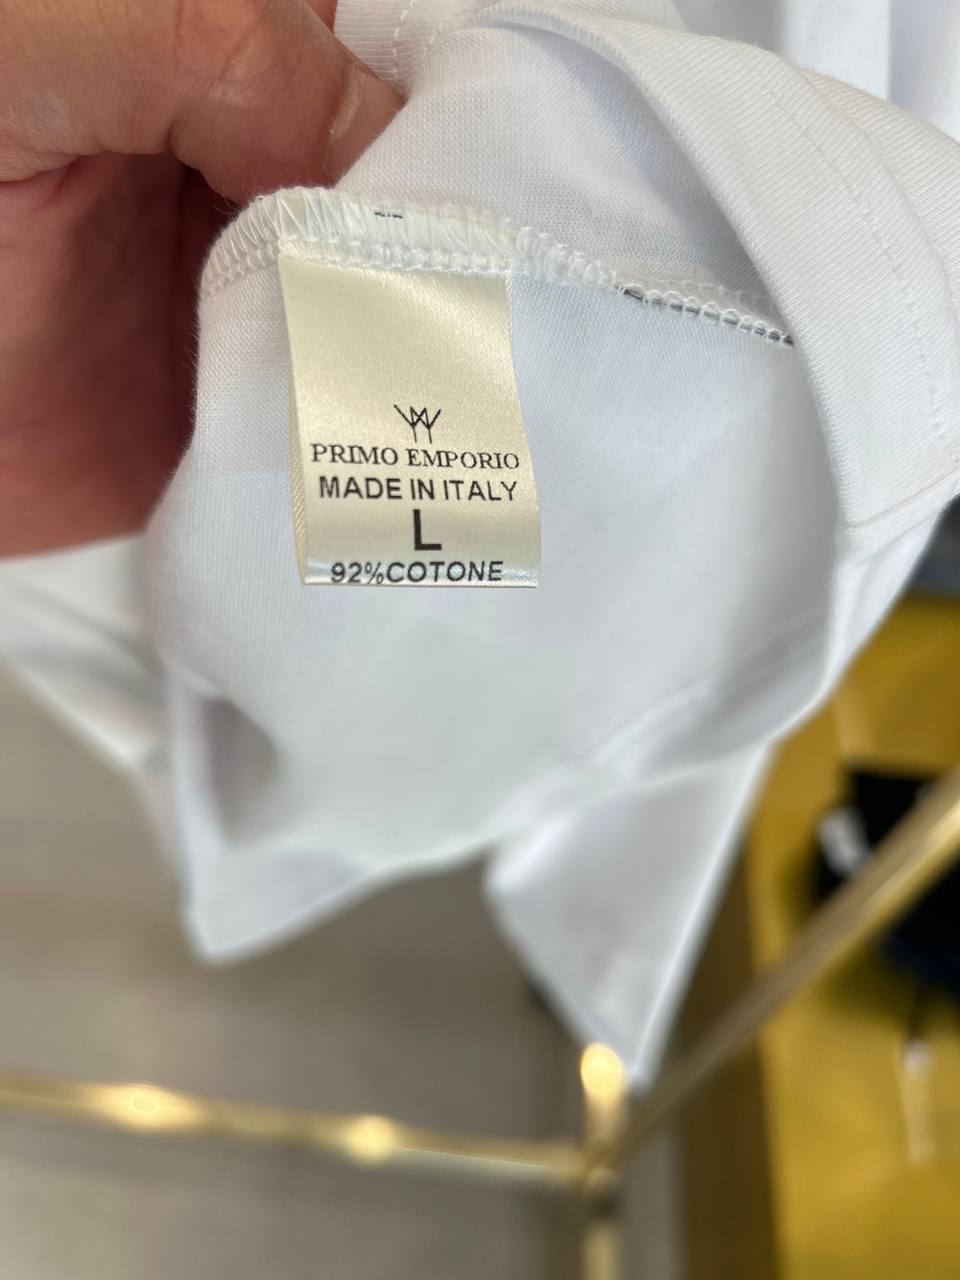 PRIMO EMPORIO
MADE IN ITALY
L
92%COTONE